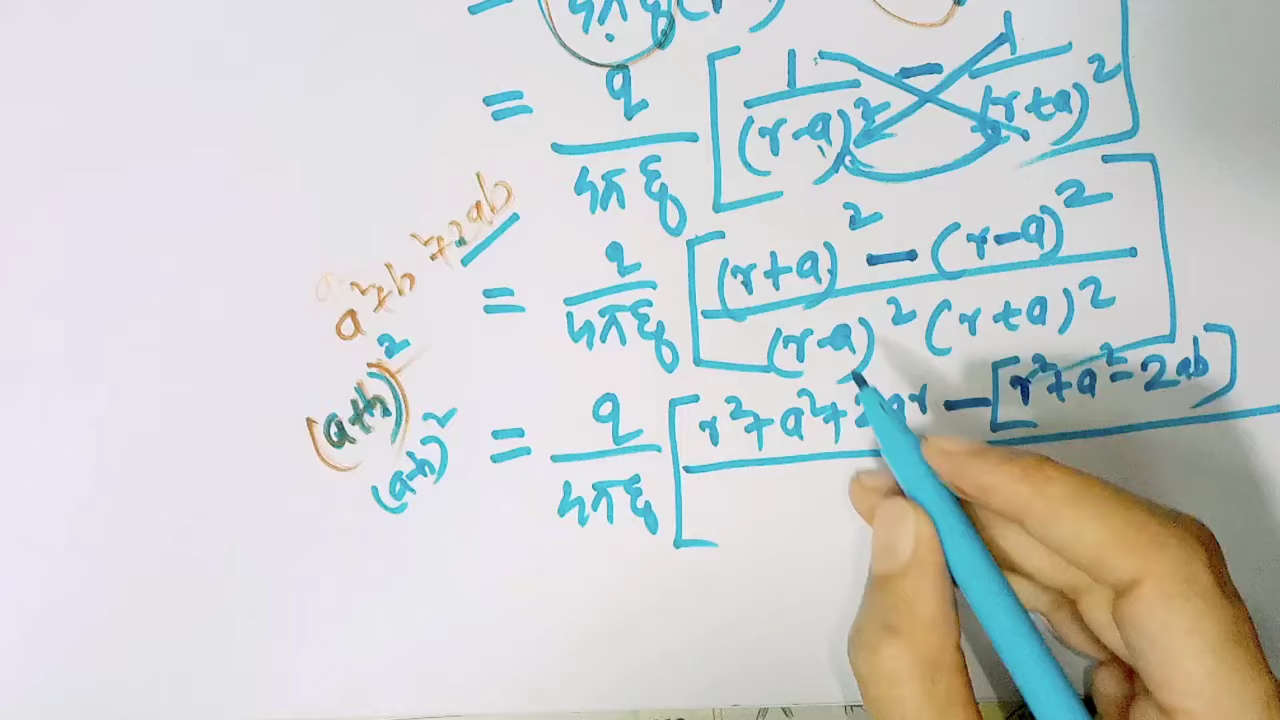 = q/4πε₀ [1/(r-a)² - 1/(r+a)²]
= q/4πε₀ [(r+a)² - (r-a)² / (r-a)² (r+a)²]
= q/4πε₀ [r²+a²+2ar - [r²+a²-2ab]
a²+b²+2ab
(a+b)²
(a-b)²